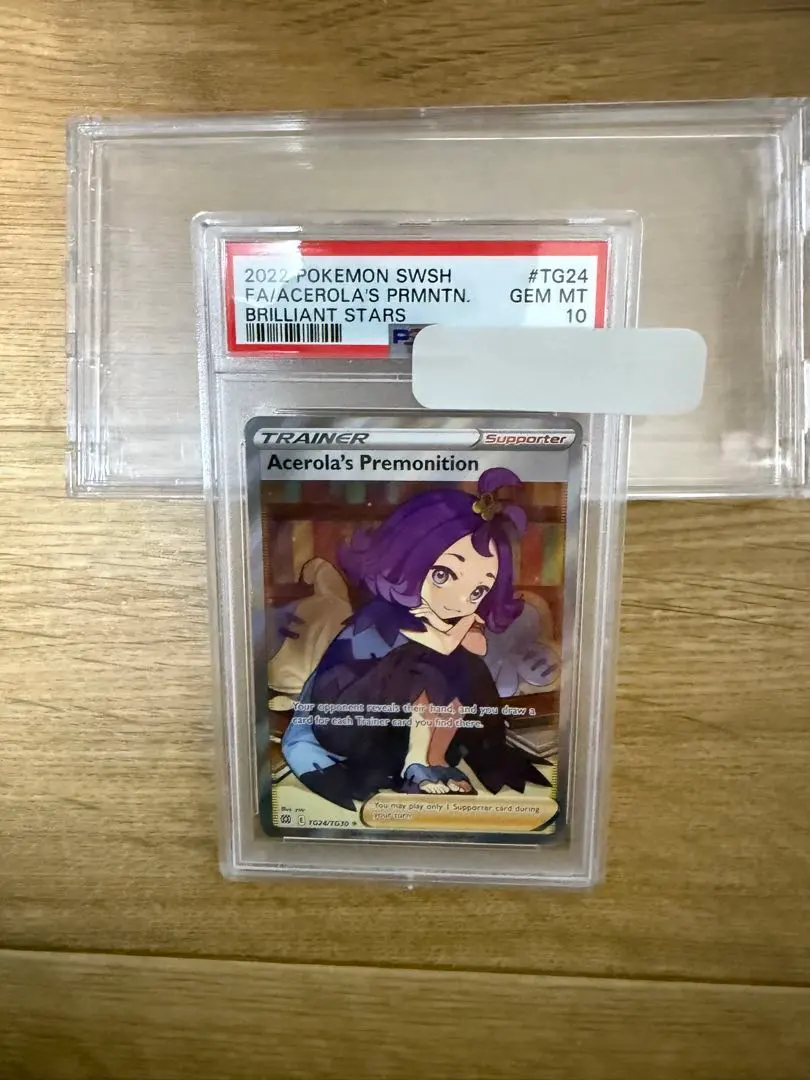 2022 POKEMON SWSH #TG24
FA/ACEROLA'S PRMNTN. GEM MT
BRILLIANT STARS 10
TRAINER Supporter
Acerola's Premonition
Your opponent reveals their hand, and you draw a
card for each Trainer card you find there.
You may play only 1 Supporter card during
your turn.
TG24/TG30